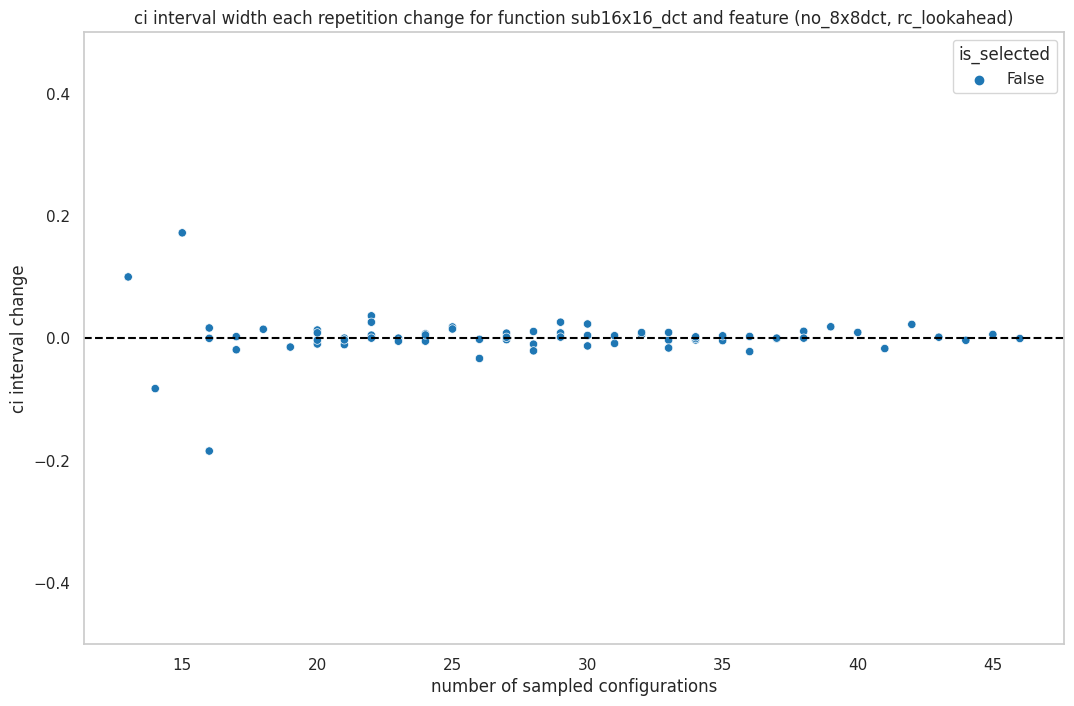 ci interval width each repetition change for function sub16x16_dct and feature (no_8x8dct, rc_lookahead)
is_selected
False
ci interval change
0.4
0.2
0.0
−0.2
−0.4
15 20 25 30 35 40 45
number of sampled configurations